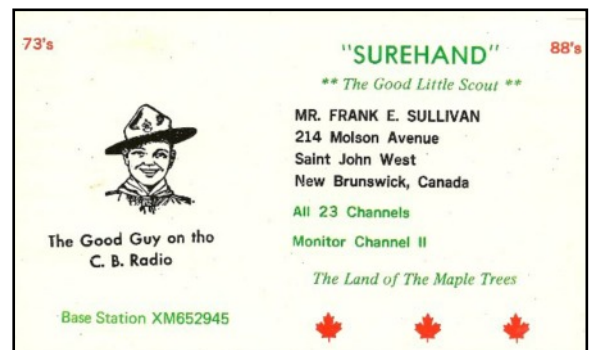 73's
88's
"SUREHAND"
** The Good Little Scout **
MR. FRANK E. SULLIVAN
214 Molson Avenue
Saint John West
New Brunswick, Canada
All 23 Channels
Monitor Channel II
The Land of The Maple Trees
The Good Guy on tho
C. B. Radio
Base Station XM652945